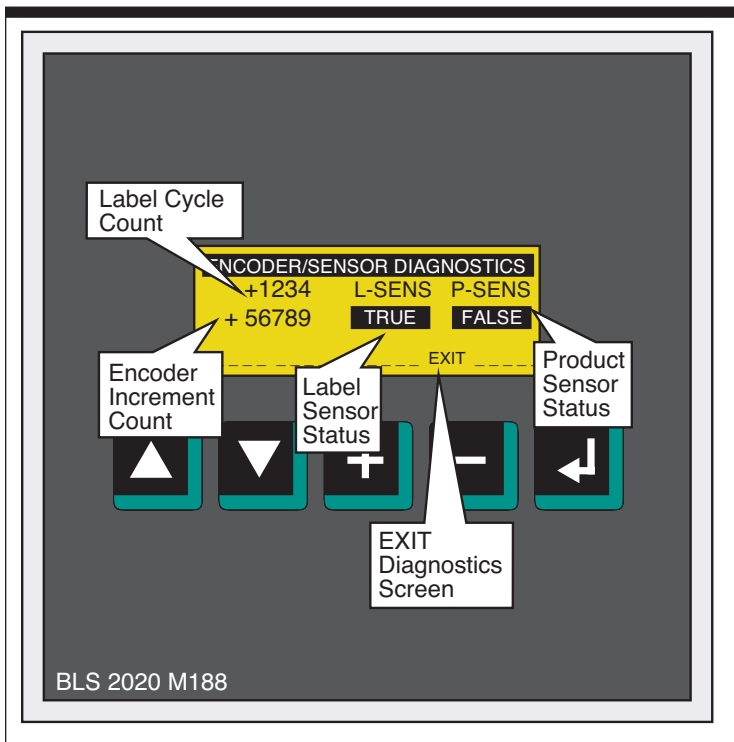 Label Cycle
Count
ENCODER/SENSOR DIAGNOSTICS
+1234 L-SENS P-SENS
+ 56789 TRUE FALSE
EXIT
Encoder
Increment
Count
Label
Sensor
Status
Product
Sensor
Status
EXIT
Diagnostics
Screen
BLS 2020 M188